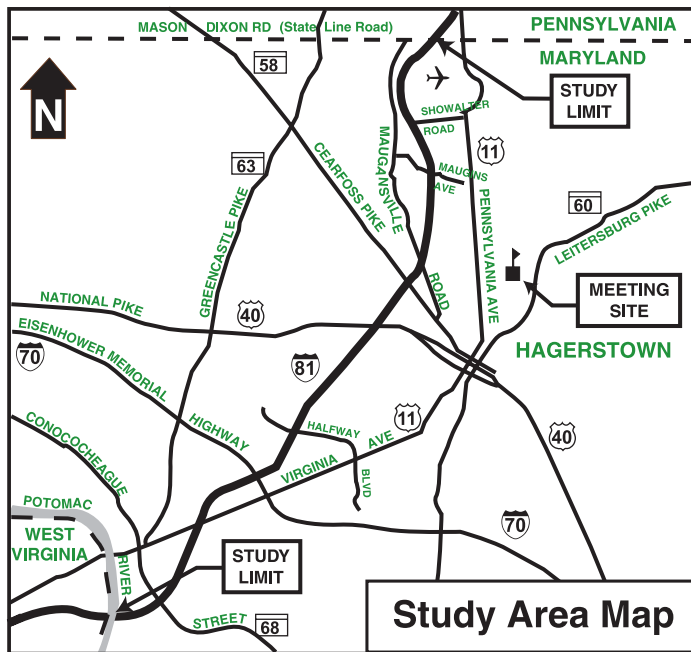 MASON DIXON RD (State Line Road)
PENNSYLVANIA
MARYLAND
58
N
STUDY
LIMIT
SHOWALTER
ROAD
11
63
CEARFOSS PIKE
MAUGANSVILLE
ROAD
MAUGINS
AVE
PENNSYLVANIA AVE
60
LEITERSBURG PIKE
GREENCASTLE PIKE
MEETING
SITE
NATIONAL PIKE
40
EISENHOWER MEMORIAL
HIGHWAY
70
81
HAGERSTOWN
CONOCOCHEAGUE
STREET
HALFWAY
BLVD
11
VIRGINIA AVE
40
POTOMAC
RIVER
WEST
VIRGINIA
70
STUDY
LIMIT
68
Study Area Map